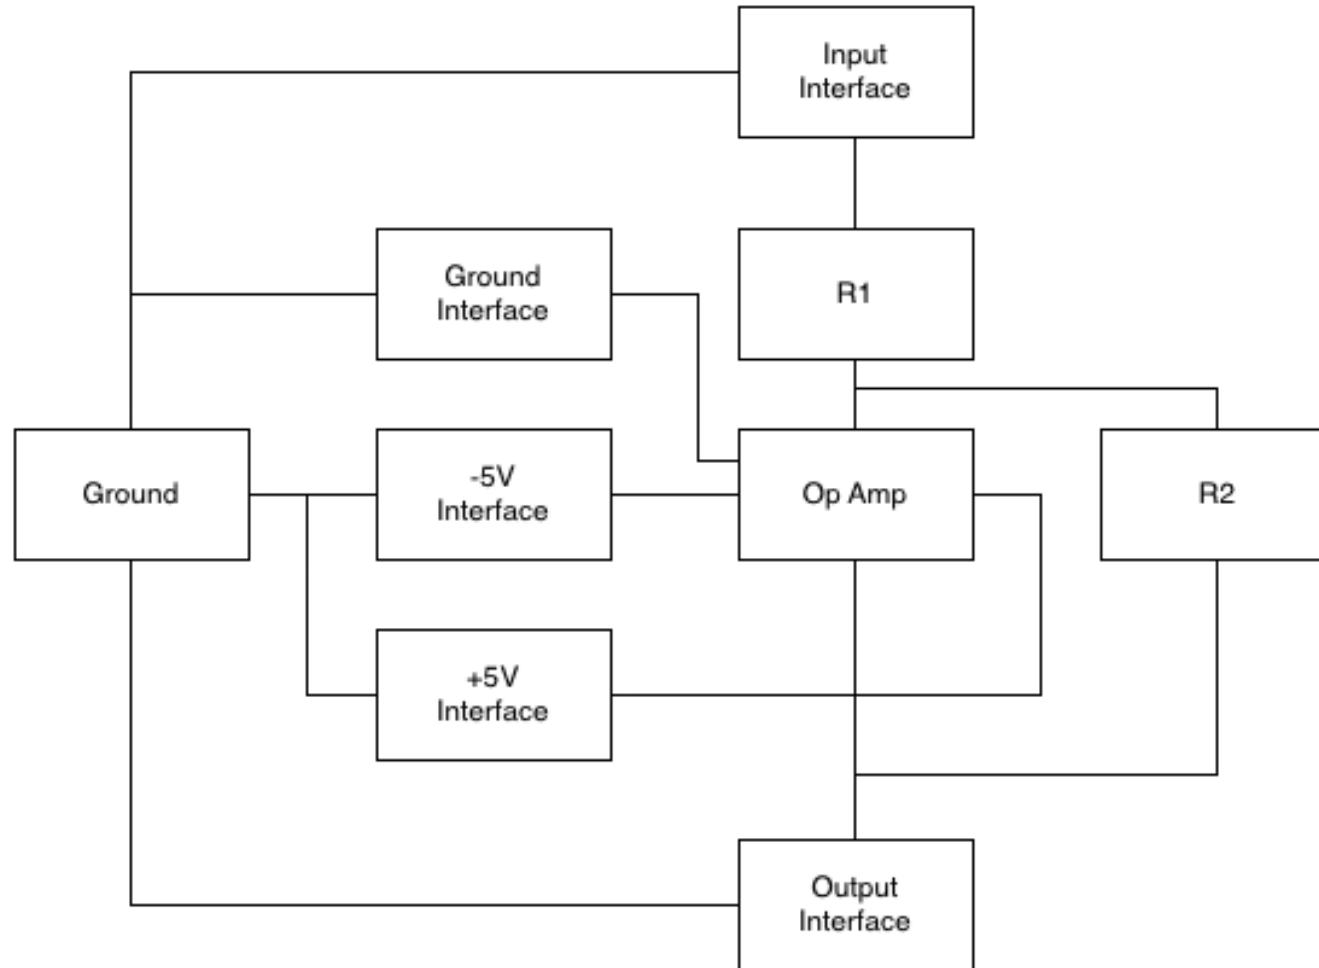 Input
Interface
Ground
Interface
R1
Ground
-5V
Interface
Op Amp
R2
+5V
Interface
Output
Interface